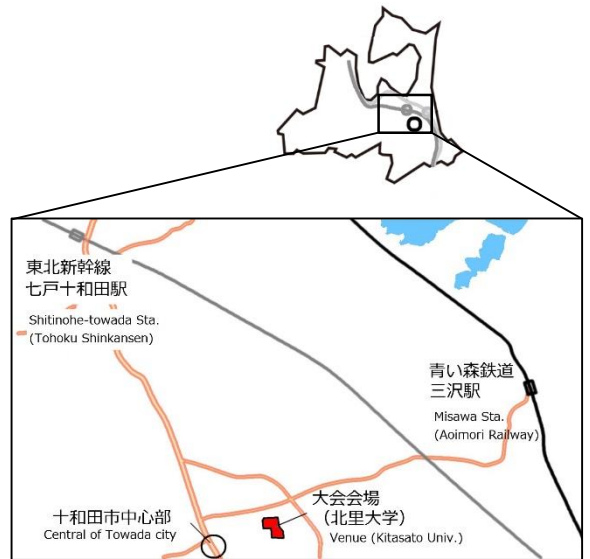 東北新幹線
七戸十和田駅
Shitinohe-towada Sta.
(Tohoku Shinkansen)
青い森鉄道
三沢駅
Misawa Sta.
(Aoimori Railway)
大会会場
（北里大学）
Venue (Kitasato Univ.)
十和田市中心部
Central of Towada city